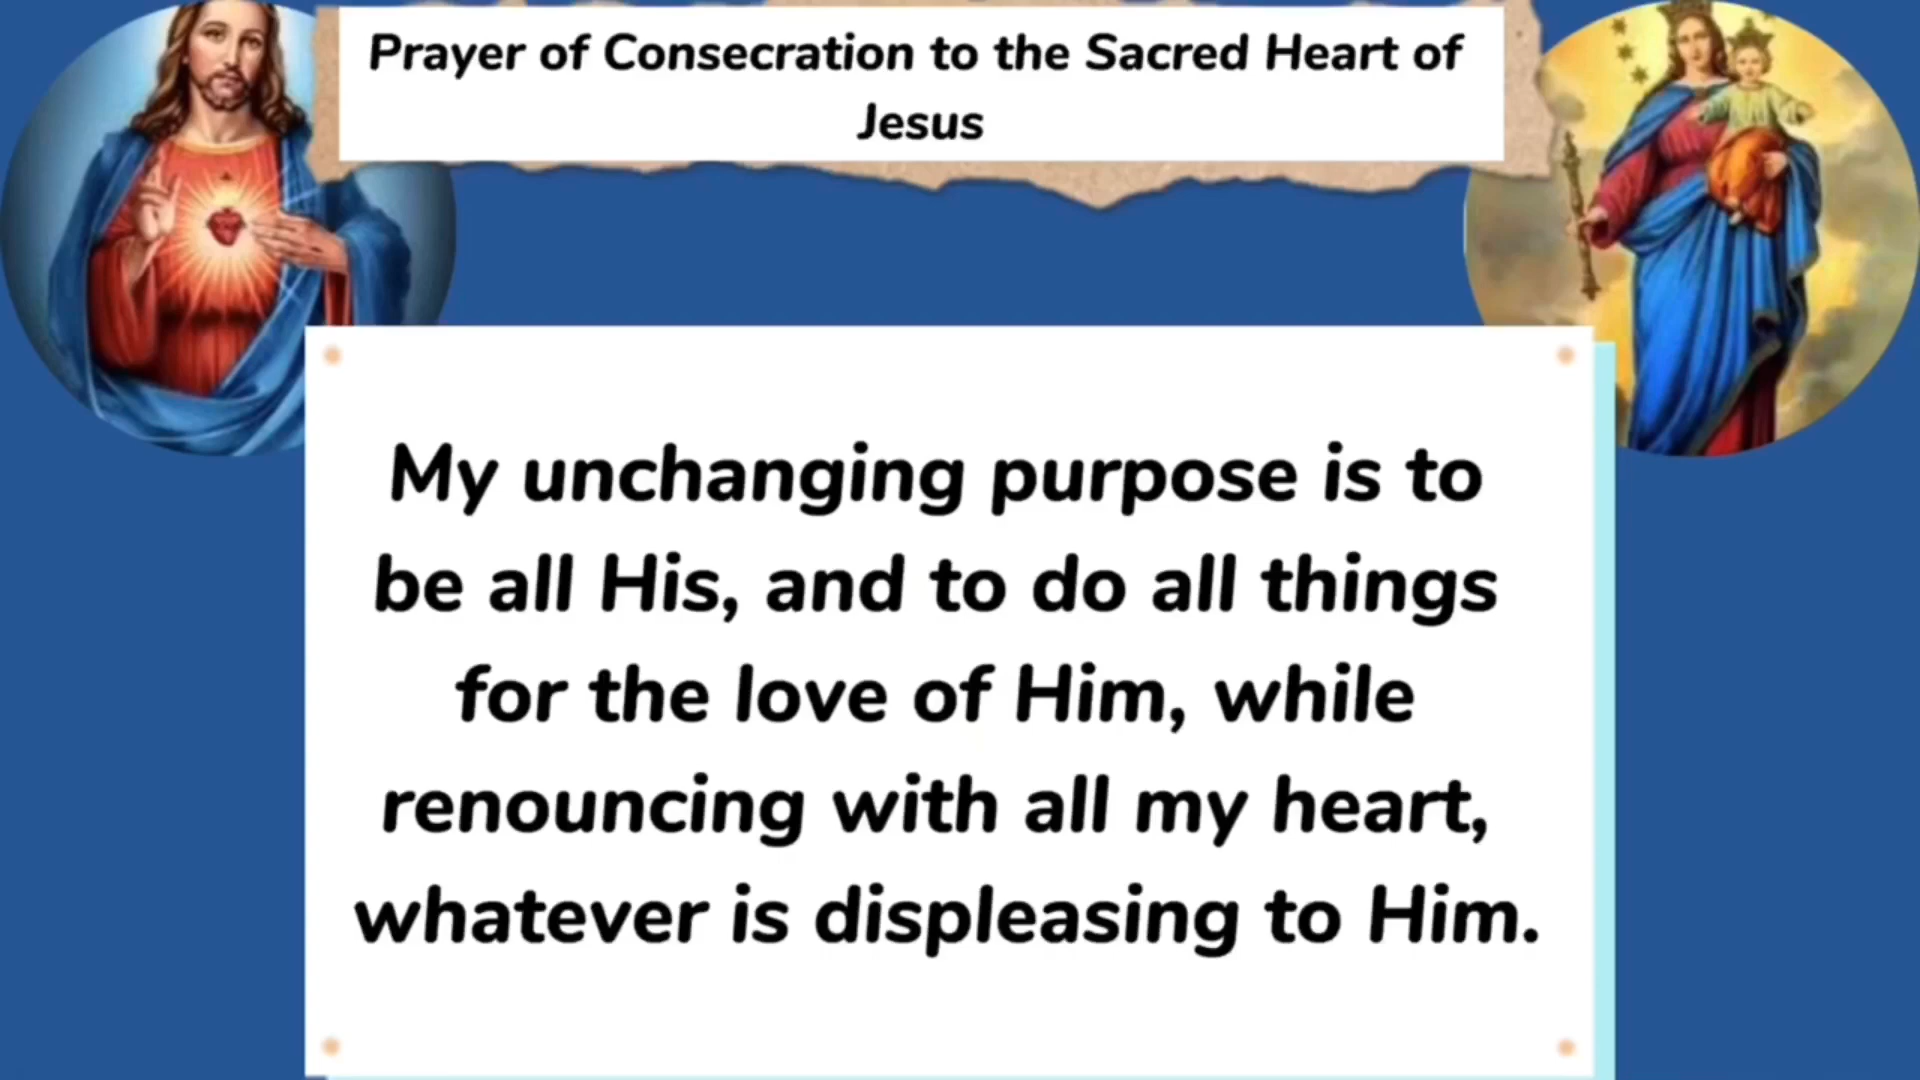 Prayer of Consecration to the Sacred Heart of
Jesus
My unchanging purpose is to
be all His, and to do all things
for the love of Him, while
renouncing with all my heart,
whatever is displeasing to Him.